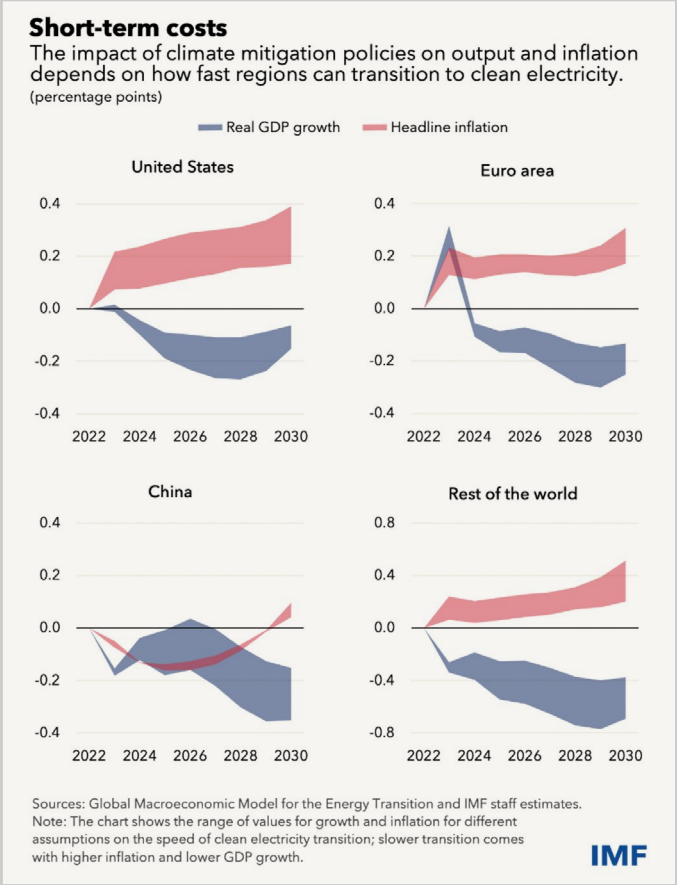 Short-term costs
The impact of climate mitigation policies on output and inflation
depends on how fast regions can transition to clean electricity.
(percentage points)
Real GDP growth Headline inflation
United States
0.4
0.2
0.0
-0.2
-0.4
2022 2024 2026 2028 2030
Euro area
0.4
0.2
0.0
-0.2
-0.4
2022 2024 2026 2028 2030
China
0.4
0.2
0.0
-0.2
-0.4
2022 2024 2026 2028 2030
Rest of the world
0.8
0.4
0.0
-0.4
-0.8
2022 2024 2026 2028 2030
Sources: Global Macroeconomic Model for the Energy Transition and IMF staff estimates.
Note: The chart shows the range of values for growth and inflation for different
assumptions on the speed of clean electricity transition; slower transition comes
with higher inflation and lower GDP growth.
IMF